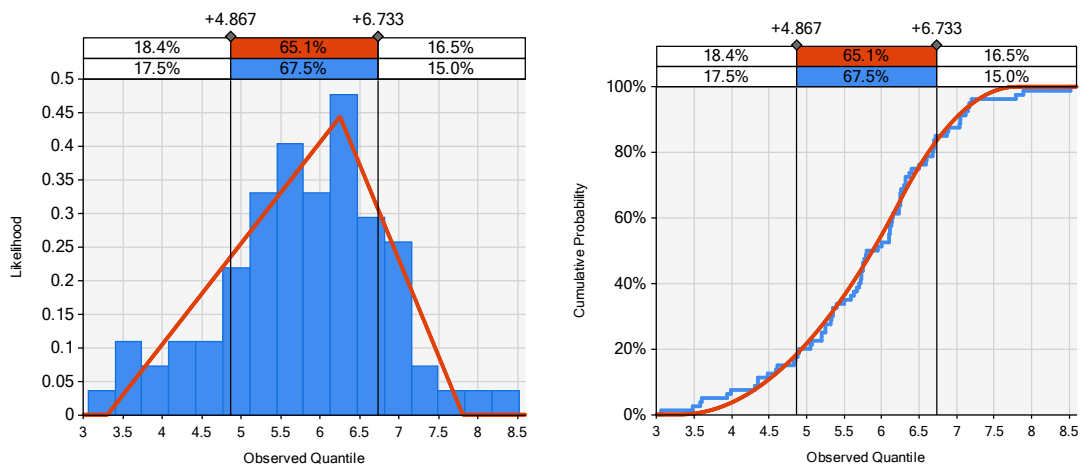 +4.867 +6.733
18.4% 65.1% 16.5%
17.5% 67.5% 15.0%
0.5
0.45
0.4
0.35
0.3
0.25
0.2
0.15
0.1
0.05
0
Likelihood
3 3.5 4 4.5 5 5.5 6 6.5 7 7.5 8 8.5
Observed Quantile
+4.867 +6.733
18.4% 65.1% 16.5%
17.5% 67.5% 15.0%
100%
80%
60%
40%
20%
0%
Cumulative Probability
3 3.5 4 4.5 5 5.5 6 6.5 7 7.5 8 8.5
Observed Quantile